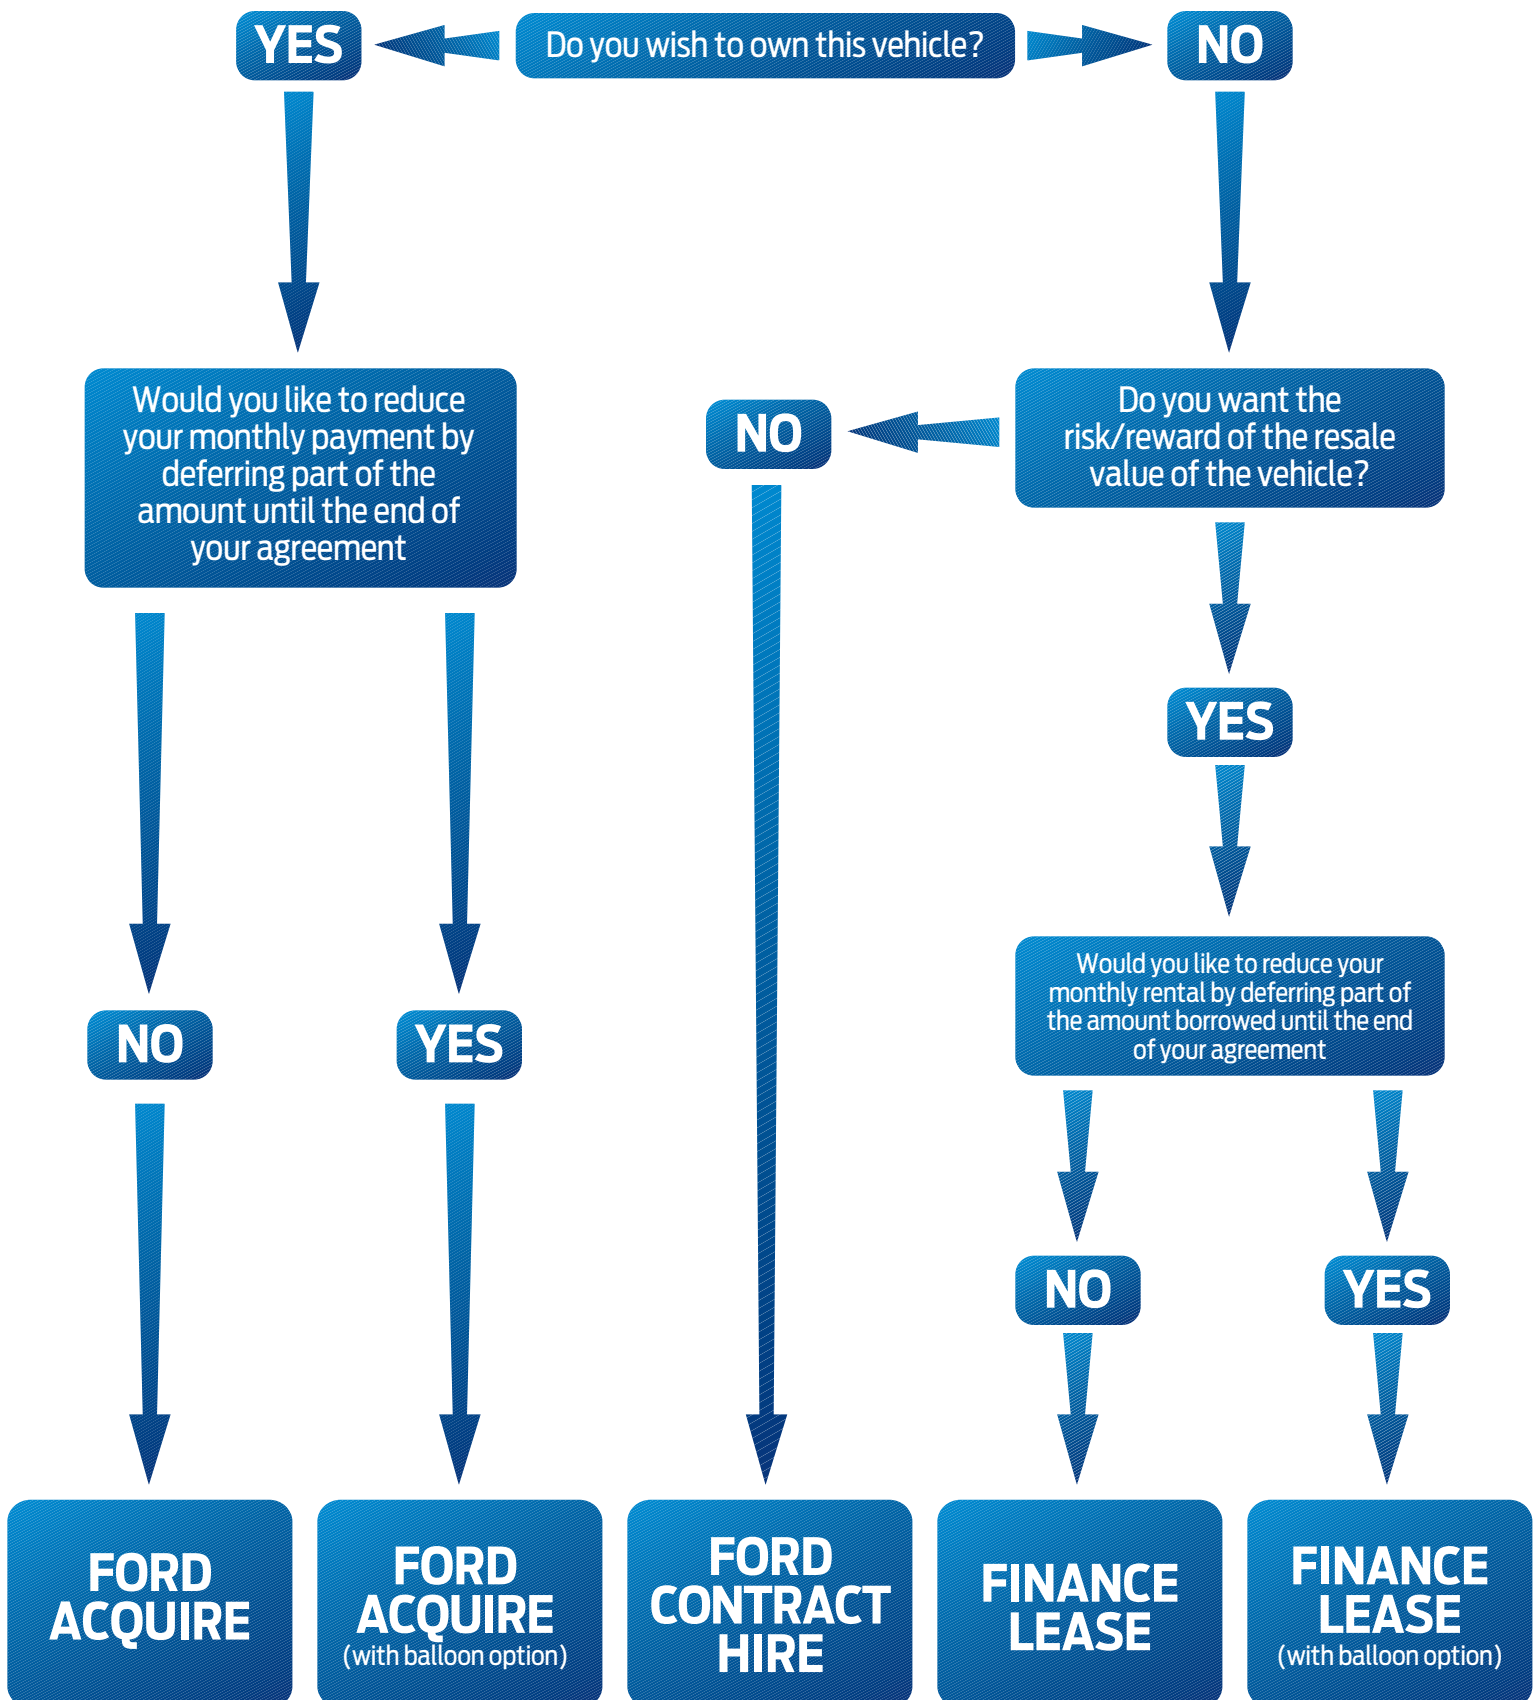 YES
Do you wish to own this vehicle?
NO
Would you like to reduce
your monthly payment by
deferring part of the
amount until the end of
your agreement
NO
Do you want the
risk/reward of the resale
value of the vehicle?
YES
Would you like to reduce your
monthly rental by deferring part of
the amount borrowed until the end
of your agreement
NO
YES
NO
YES
FORD
ACQUIRE
FORD
ACQUIRE
(with balloon option)
FORD
CONTRACT
HIRE
FINANCE
LEASE
FINANCE
LEASE
(with balloon option)